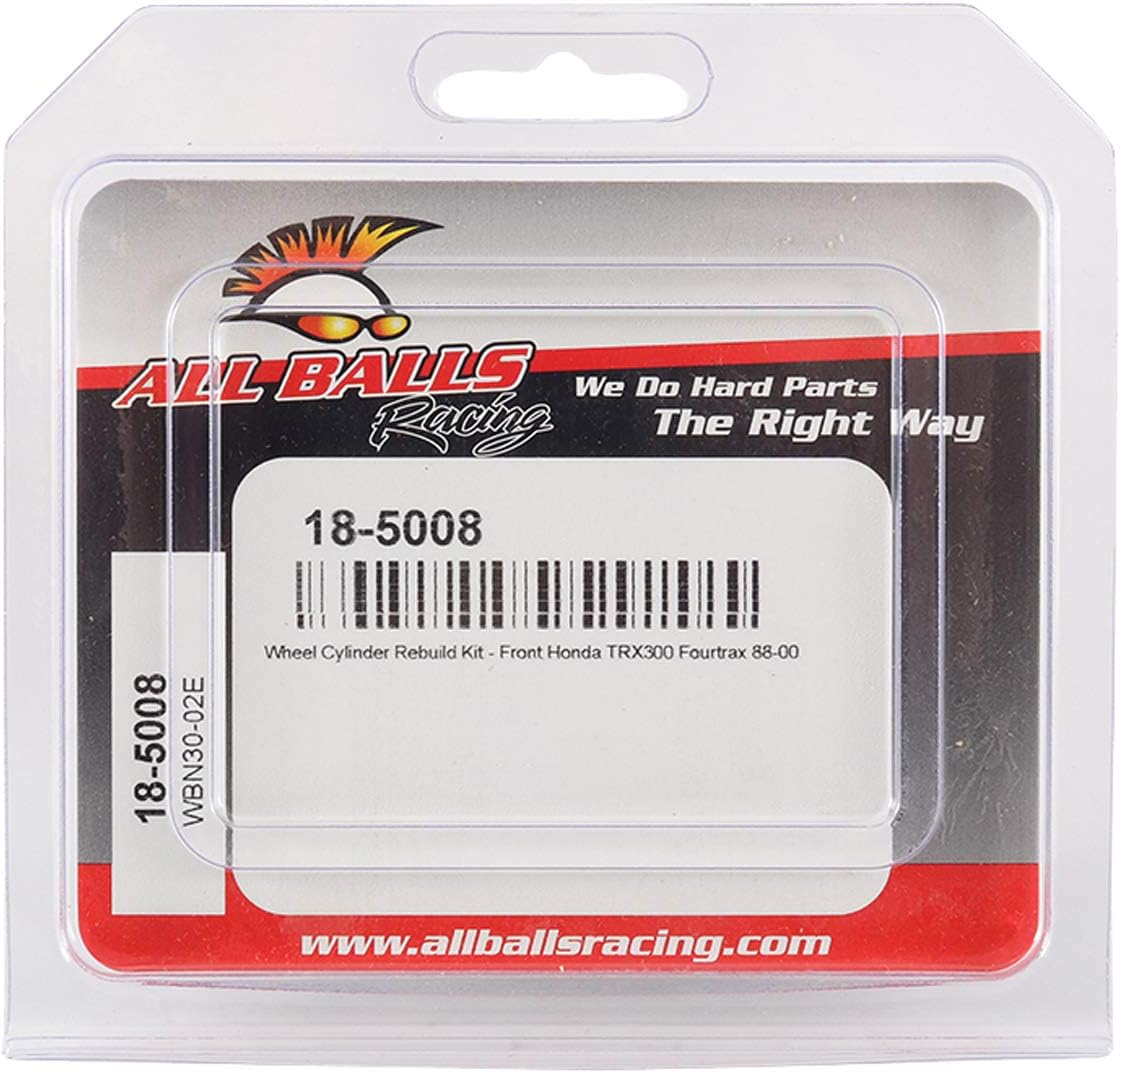 ALL BALLS
Racing
We Do Hard Parts
The Right Way
18-5008
Wheel Cylinder Rebuild Kit - Front Honda TRX300 Fourtrax 88-00
18-5008
WBN30-02E
www.allballsracing.com